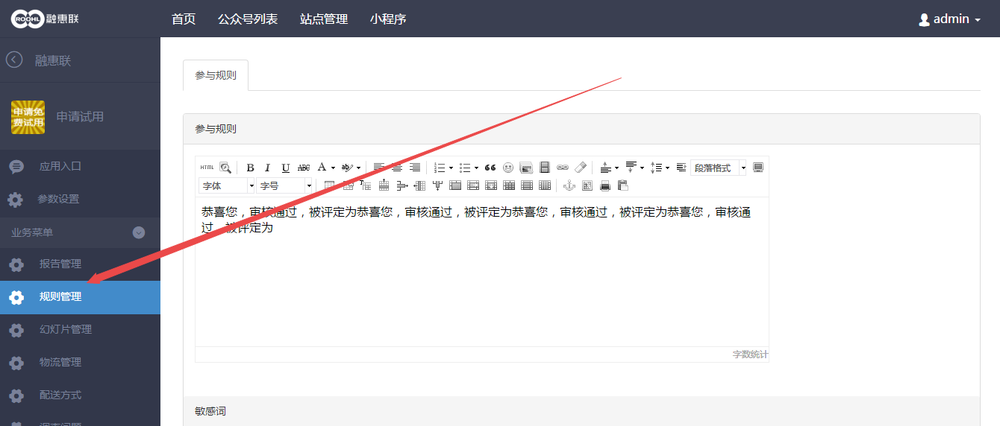 ROOHL 融惠联 首页 公众号列表 站点管理 小程序 admin
融惠联
申请免
费试用
申请试用
应用入口
参数设置
业务菜单
报告管理
规则管理
幻灯片管理
物流管理
配送方式
参与规则
参与规则
HTML B I U ABC A ab 段落格式
字体 字号
恭喜您，审核通过，被评定为恭喜您，审核通过，被评定为恭喜您，审核通过，被评定为恭喜您，审核通
过，被评定为
字数统计
敏感词